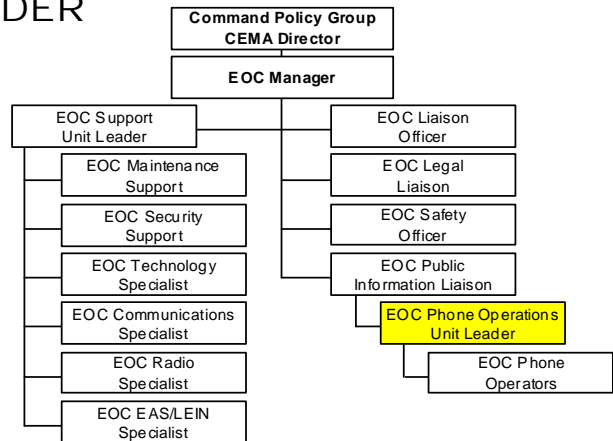 DER
Command Policy Group
CEMA Director
EOC Manager
EOC Support
Unit Leader
EOC Maintenance
Support
EOC Security
Support
EOC Technology
Specialist
EOC Communications
Specialist
EOC Radio
Specialist
EOC EAS/LEIN
Specialist
EOC Liaison
Officer
EOC Legal
Liaison
EOC Safety
Officer
EOC Public
Information Liaison
EOC Phone Operations
Unit Leader
EOC Phone
Operators